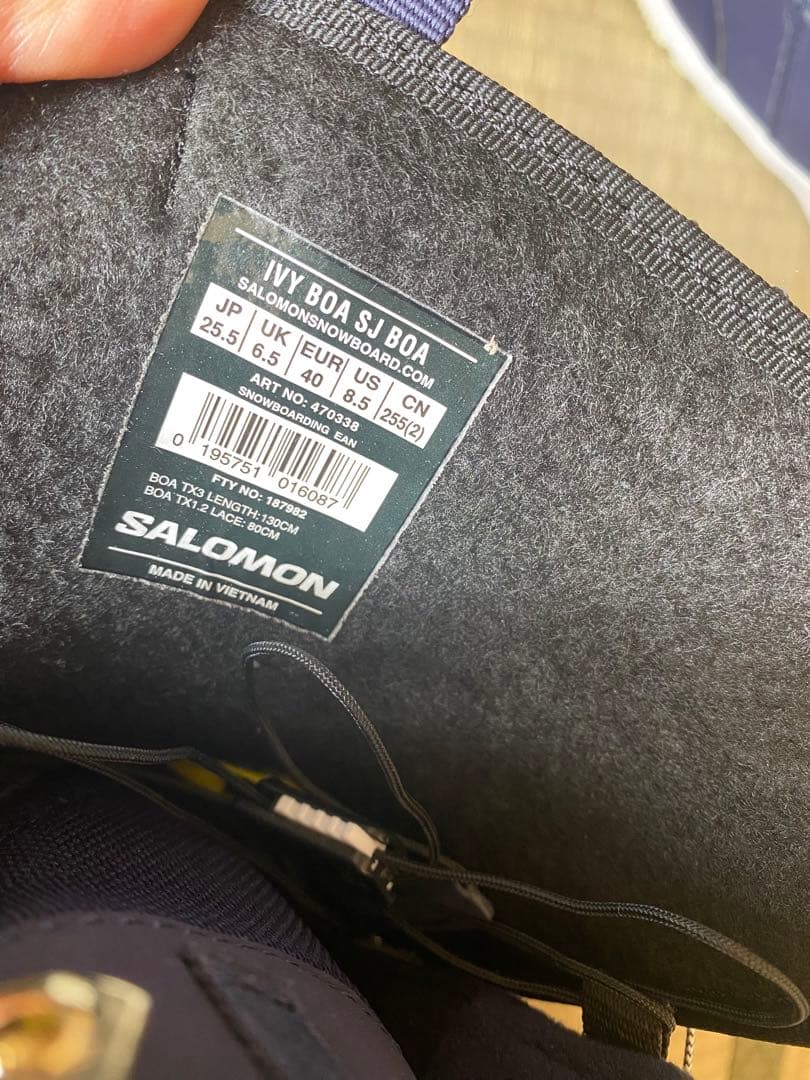 IVY BOA SJ BOA
SALOMONSNOWBOARD.COM
JP UK EUR US CN
25.5 6.5 40 8.5 255(2)
ART NO: 470338
SNOWBOARDING EAN
0 195751 016087
FTY NO: 187982
BOA TX3 LENGTH:130CM
BOA TX1.2 LACE: 80CM
SALOMON
MADE IN VIETNAM